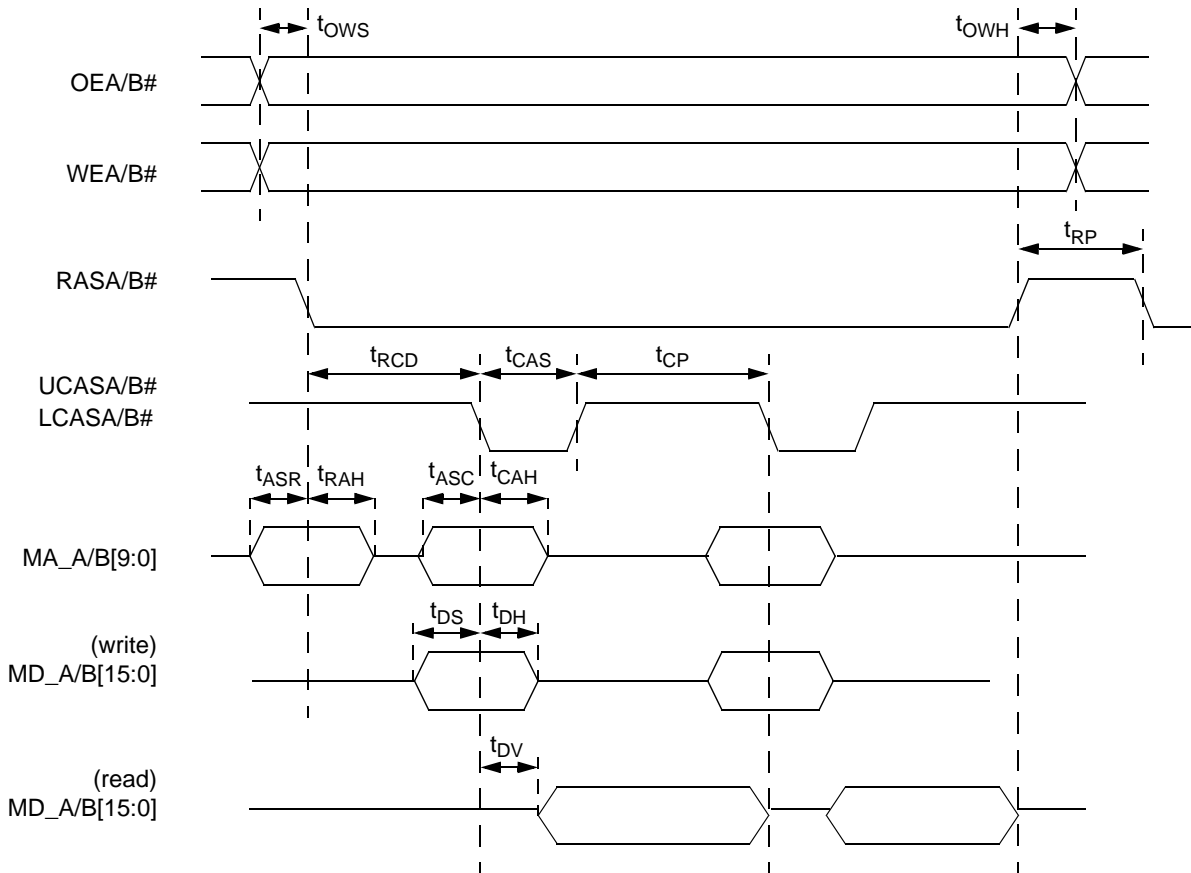 tOWS
tOWH
OEA/B#
WEA/B#
tRP
RASA/B#
tRCD
tCAS
tCP
UCASA/B#
LCASA/B#
tASR
tRAH
tASC
tCAH
MA_A/B[9:0]
tDS
tDH
(write)
MD_A/B[15:0]
tDV
(read)
MD_A/B[15:0]